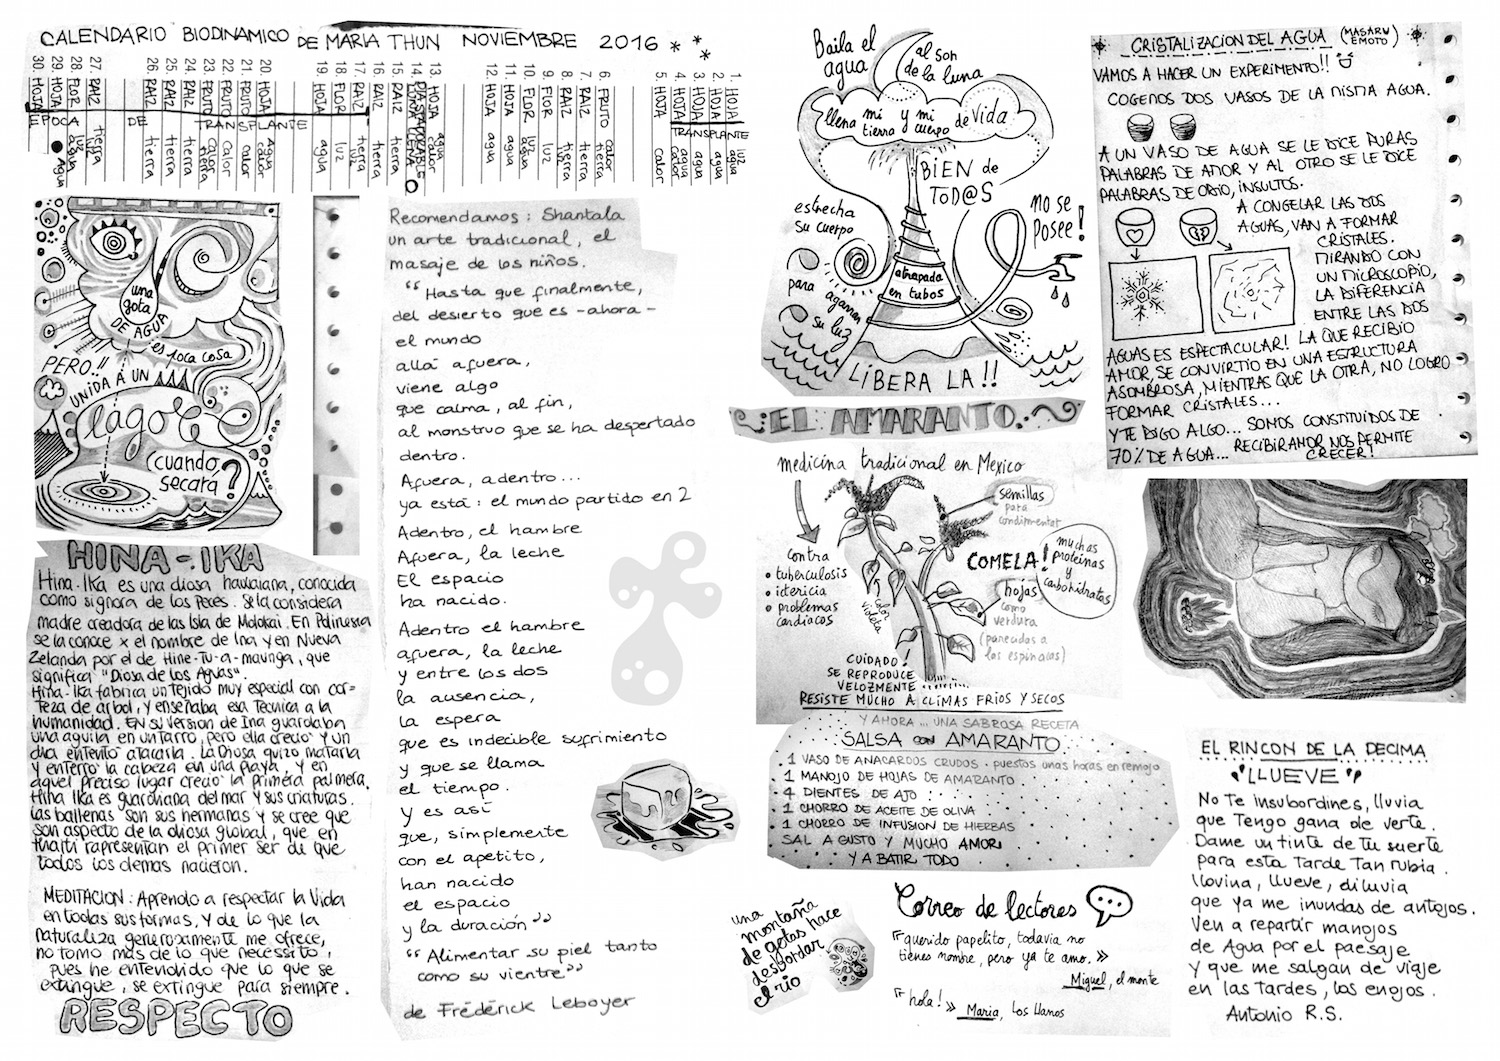 CALENDARIO BIODINAMICO DE MARIA THUN NOVIEMBRE 2016
1. HOJA luz agua
2. HOJA agua
3. HOJA agua
4. HOJA calor
5. HOJA calor
TRANSPLANTE
6. FRUTO calor tierra
7. RAIZ tierra
8. RAIZ tierra
9. FLOR luz
10. FLOR luz agua
11. HOJA agua
12. HOJA agua
13. HOJA calor
14.
15. RAIZ tierra
16. RAIZ tierra
17. RAIZ tierra
18. FLOR luz
19. HOJA agua
20. HOJA Agua calor
21. FRUTO calor
22. FRUTO calor
23. FRUTO calor tierra
24. RAIZ tierra
25. RAIZ tierra
26. RAIZ tierra
27. RAIZ tierra
28. FLOR luz
29. HOJA agua
30. HOJA Agua
EPOCA DE TRANSPLANTE
una
gota
DE AGUA
es poca cosa
PERO..!!
UNIDA A UN
lago
cuando
secará?
HINA-IKA
Hina-Ika es una diosa hawaiana, conocida
como signora de los Peces. Se la considera
madre creadora de las Isla de Molokai. En Polinesia
se la conoce x el nombre de Ina y en Nueva
Zelanda por el de Hine-Tu-a-maunga, que
significa "Diosa de los Aguas".
Hina-Ika fabrica un Tejido muy especial con cor-
Teza de arbol, y enseñaba esa Tecnica a la
humanidad. EN su version de Ina guardaba
una aguila en un tarro, pero ella crecio y un
dia entento atacarla. La Diosa quizo matarla
y enterro la cabeza en una playa y en
aquel preciso lugar crecio la primera palmera.
Hina Ika es guardiana del mar y sus criaturas.
las ballenas son sus hermanas y se cree que
son aspecto de la diosa global, que en
thaiti rapresentan el primer ser di que
todos los demas nacieron.
MEDITACION: Aprendo a respectar la Vida
en todas sus formas, y de lo que la
naturaliza generosamente me ofrece,
no tomo mas de lo que necessito,
pues he entendido que lo que se
extingue, se extingue para siempre.
RESPECTO
Recomendamos: Shantala
un arte tradicional, el
masaje de los niños.
"Hasta que finalmente,
del desierto que es -ahora-
el mundo
allá afuera,
viene algo
que calma, al fin,
al monstruo que se ha despertado
dentro.
Afuera, adentro...
ya está: el mundo partido en 2
Adentro, el hambre
Afuera, la leche
El espacio
ha nacido.
Adentro el hambre
afuera, la leche
y entre los dos
la ausencia,
la espera
que es indecible sufrimiento
y que se llama
el tiempo.
y es así
que, simplemente
con el apetito,
han nacido
el espacio
y la duración"
"Alimentar su piel tanto
como su vientre"
de Frédérick Leboyer
Baila el
agua
al son
de la luna
llena mi tierra y mi cuerpo de Vida
BIEN de
TOD@S
estrecha
su cuerpo
NO SE
POSEE!
atrapada
en tubos
para agarrar
su luz
LÍBERA LA!!
EL AMARANTO
medicina tradicional en Mexico
contra
• tuberculosis
• ictericia
• problemas
cardiacos
semillas
para
condimentar
COMELA!
muchas
proteinas
y
carbohidratas
hojas
como
verdura
(parecidos a
los espinacas)
color
violeta
CUIDADO!
SE REPRODUCE
VELOZMENTE
RESISTE MUCHO A CLIMAS FRIOS Y SECOS
Y AHORA... UNA SABROSA RECETA
SALSA con AMARANTO
• 1 VASO DE ANACARDOS CRUDOS • puestos unas horas en remojo
• 1 MANOJO DE HOJAS DE AMARANTO
• 4 DIENTES DE AJO
• 1 CHORRO DE ACEITE DE OLIVA
• 1 CHORRO DE INFUSION DE HIERBAS
SAL A GUSTO Y MUCHO AMOR!
Y A BATIR TODO
una
montaña
de gotas hace
desbordar
el rio
Correo de lectores
"querido papelito, todavia no
tienes nombre, pero ya te amo."
Miguel, el monte
"hola!"
Maria, Los Llanos
CRISTALIZACION DEL AGUA (MASARU EMOTO)
VAMOS A HACER UN EXPERIMENTO!!
COGEMOS DOS VASOS DE LA MISMA AGUA.
A UN VASO DE AGUA SE LE DICE PURAS
PALABRAS DE AMOR Y AL OTRO SE LE DICE
PALABRAS DE ODIO, INSULTOS.
A CONGELAR LAS DOS
AGUAS, VAN A FORMAR
CRISTALES.
MIRANDO CON
UN MICROSCOPIO,
LA DIFERENCIA
ENTRE LAS DOS
AGUAS ES ESPECTACULAR! LA QUE RECIBIO
AMOR, SE CONVIRTIO EN UNA ESTRUCTURA
ASOMBROSA, MIENTRAS QUE LA OTRA, NO LOGRO
FORMAR CRISTALES...
Y TE DIGO ALGO... SOMOS CONSTITUIDOS DE
70% DE AGUA... RECIBIR AMOR NOS PERMITE
CRECER!
EL RINCON DE LA DECIMA
LLUEVE
No Te insubordines, lluvia
que Tengo gana de verte.
Dame un tinte de Tu suerte
para esta Tarde Tan rubia.
llovina, llueve, diluvia
que ya me inundas de antojos.
Ven a repartir manojos
de Agua por el paesaje
y que me salgan de viaje
en las Tardes, los enojos.
Antonio R.S.